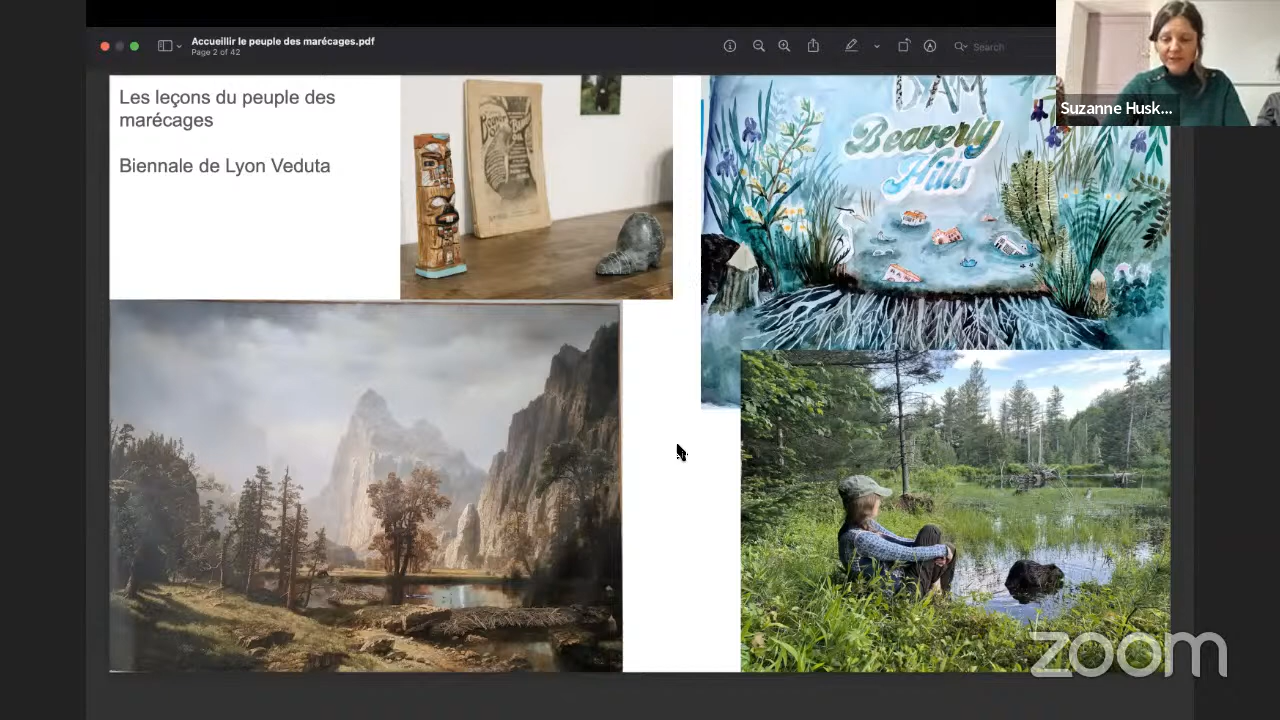 Accueillir le peuple des marécages.pdf
Page 2 of 42
Search
Suzanne Husk...
Les leçons du peuple des
marécages
Biennale de Lyon Veduta
DAM
Beaverly
Hills
zoom